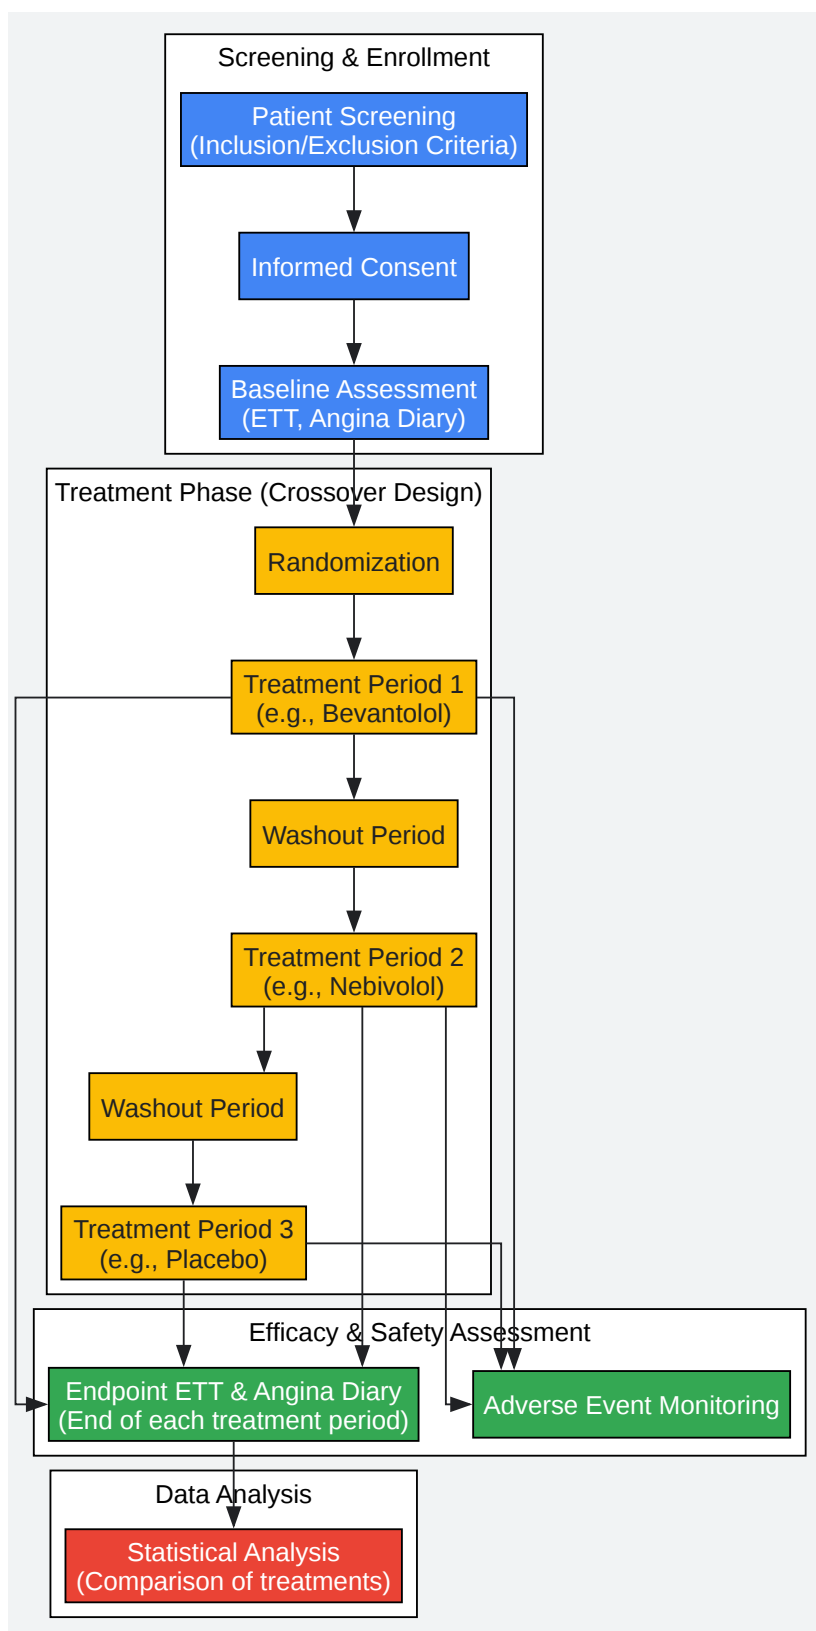 Screening & Enrollment
Patient Screening
(Inclusion/Exclusion Criteria)
Informed Consent
Baseline Assessment
(ETT, Angina Diary)
Treatment Phase (Crossover Design)
Randomization
Treatment Period 1
(e.g., Bevantolol)
Washout Period
Treatment Period 2
(e.g., Nebivolol)
Washout Period
Treatment Period 3
(e.g., Placebo)
Efficacy & Safety Assessment
Endpoint ETT & Angina Diary
(End of each treatment period)
Adverse Event Monitoring
Data Analysis
Statistical Analysis
(Comparison of treatments)